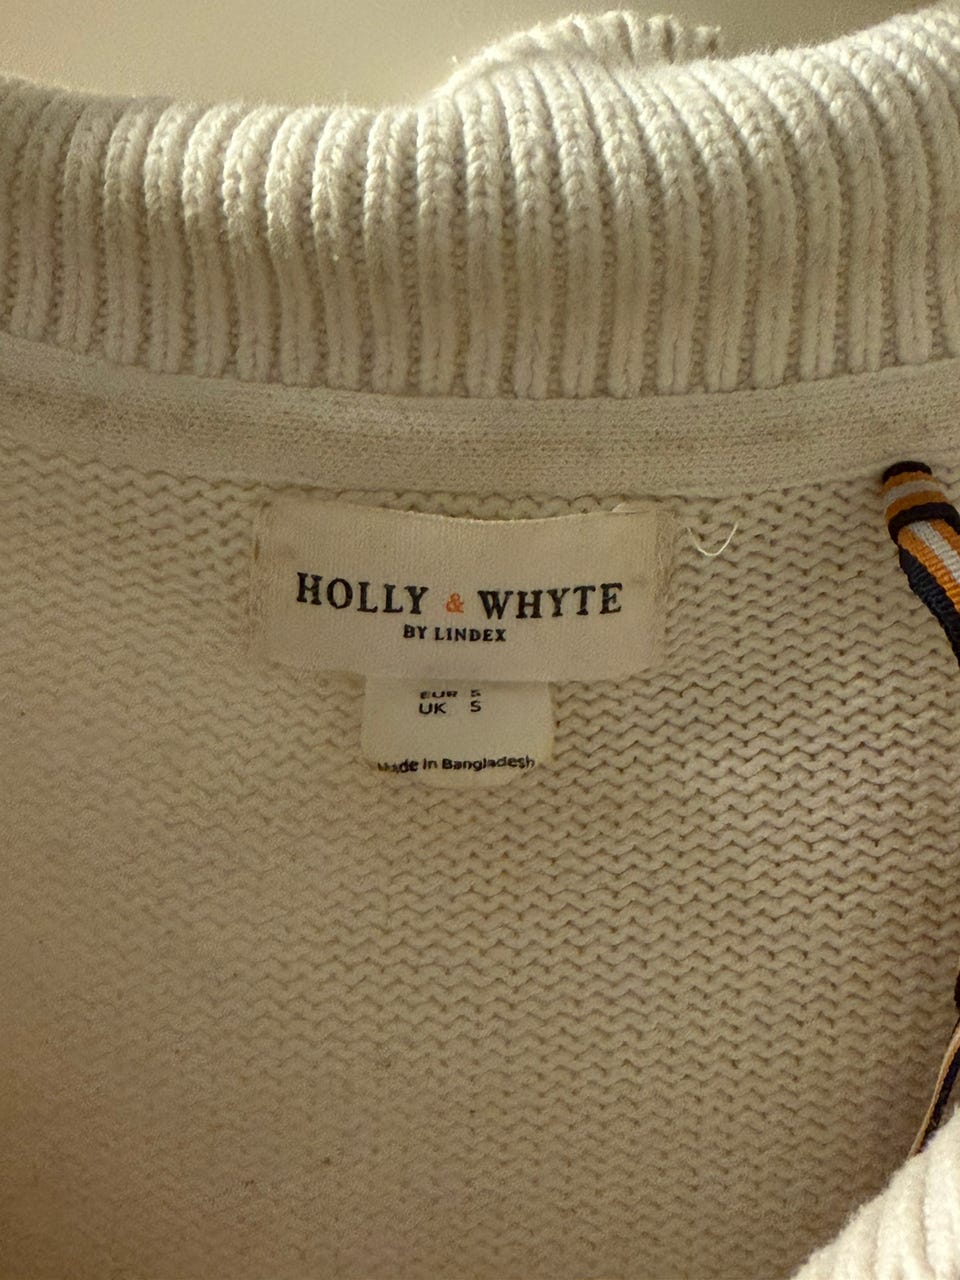 HOLLY & WHYTE
BY LINDEX
EUR S
UK S
Made in Bangladesh